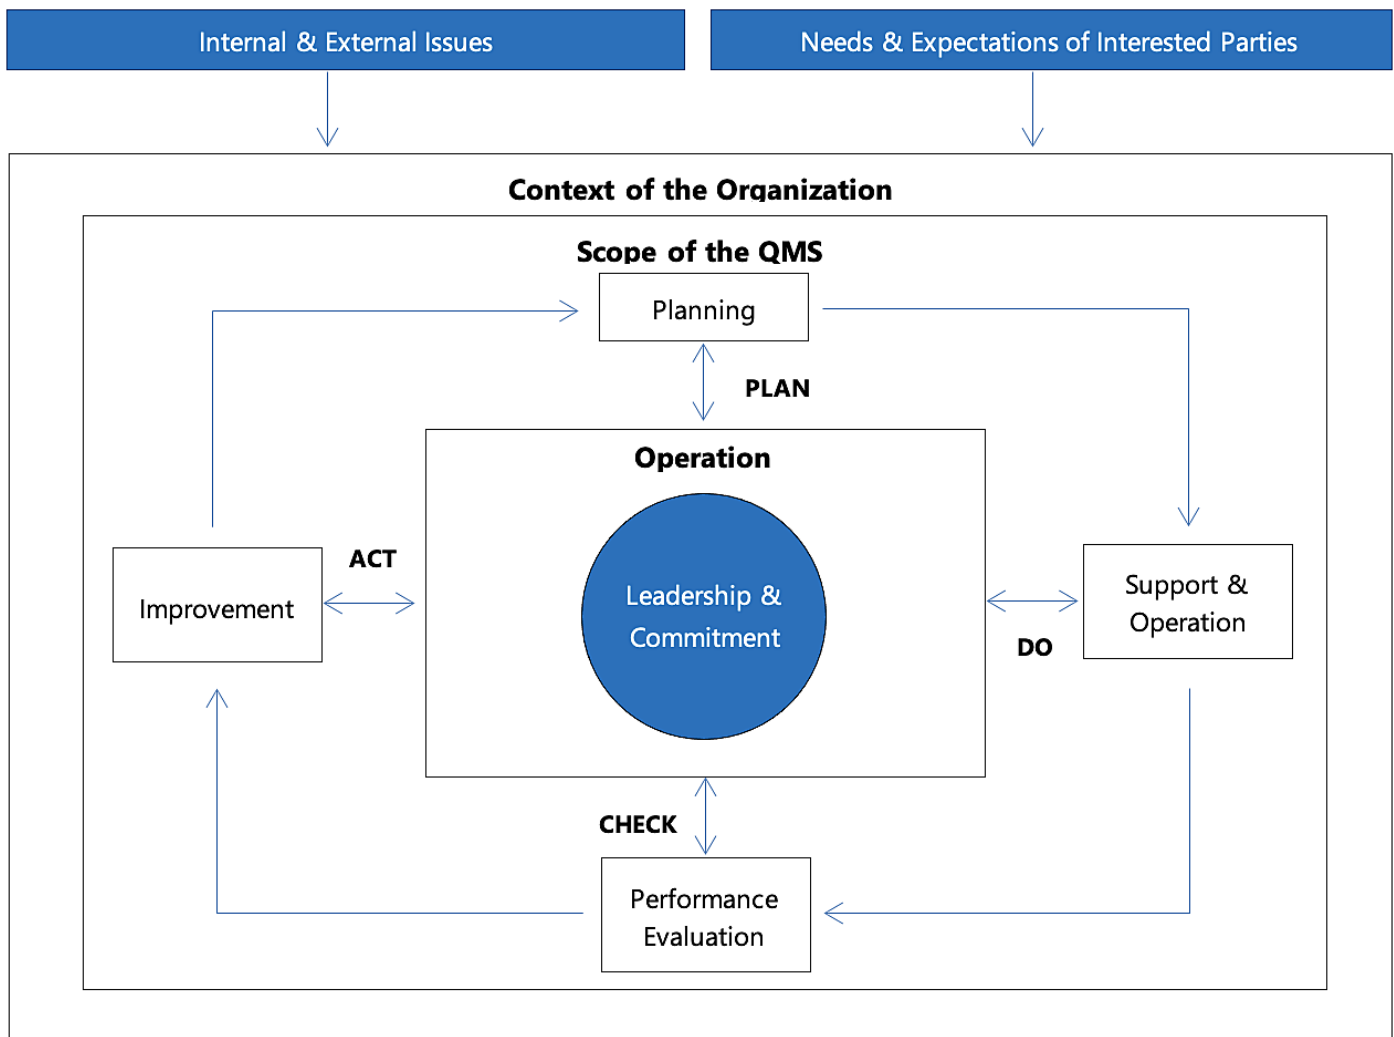 Internal & External Issues
Needs & Expectations of Interested Parties
Context of the Organization
Scope of the QMS
Planning
PLAN
Operation
ACT
Improvement
Leadership &
Commitment
Support &
Operation
DO
CHECK
Performance
Evaluation